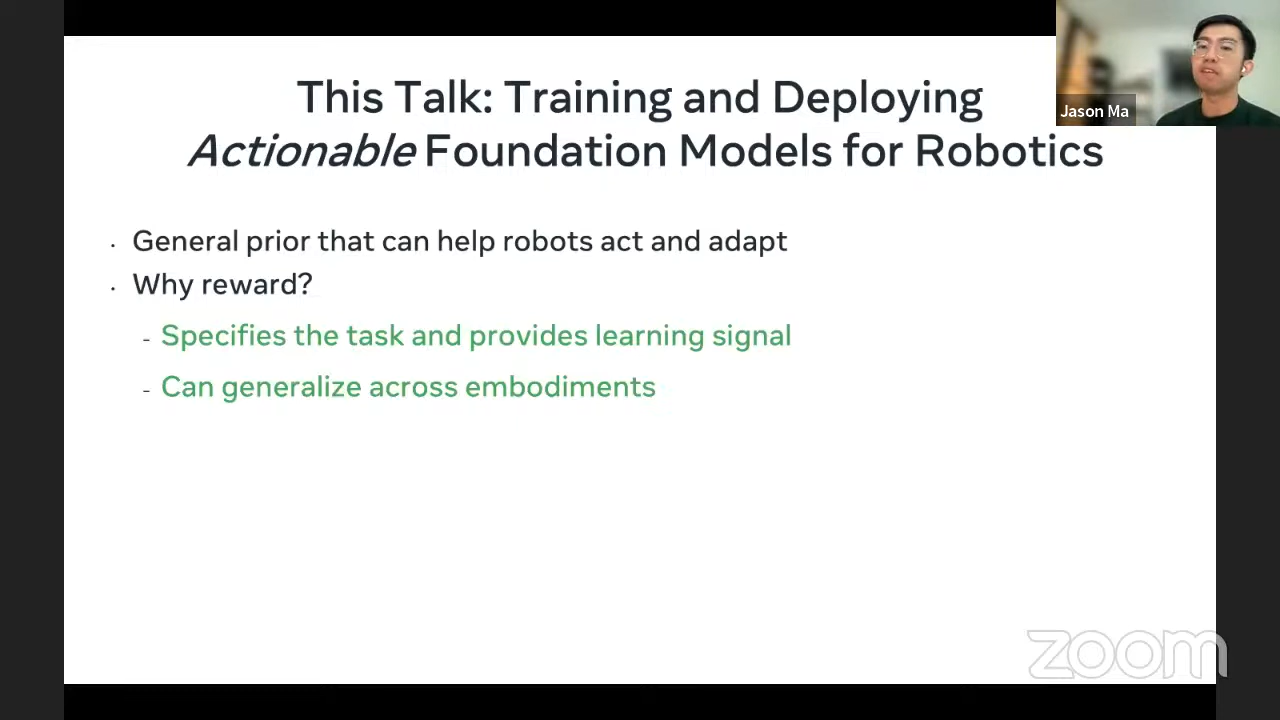 This Talk: Training and Deploying
Actionable Foundation Models for Robotics
Jason Ma
· General prior that can help robots act and adapt
· Why reward?
- Specifies the task and provides learning signal
- Can generalize across embodiments
zoom